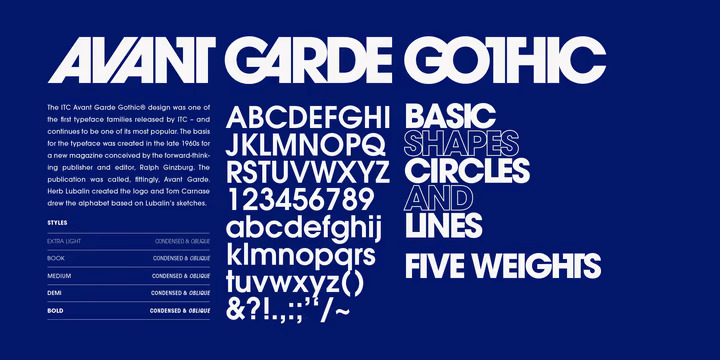 AVANT GARDE GOTHIC
The ITC Avant Garde Gothic® design was one of
the first typeface families released by ITC – and
continues to be one of its most popular. The basis
for the typeface was created in the late 1960s for
a new magazine conceived by the forward-think-
ing publisher and editor, Ralph Ginzburg. The
publication was called, fittingly, Avant Garde.
Herb Lubalin created the logo and Tom Carnase
drew the alphabet based on Lubalin's sketches.
STYLES
EXTRA LIGHT CONDENSED & OBLIQUE
BOOK CONDENSED & OBLIQUE
MEDIUM CONDENSED & OBLIQUE
DEMI CONDENSED & OBLIQUE
BOLD CONDENSED & OBLIQUE
ABCDEFGHI
JKLMNOPQ
RSTUVWXYZ
123456789
abcdefghij
klmnopqrs
tuvwxyz()
&?!.,:;’‘/~
BASIC
SHAPES
CIRCLES
AND
LINES
FIVE WEIGHTS